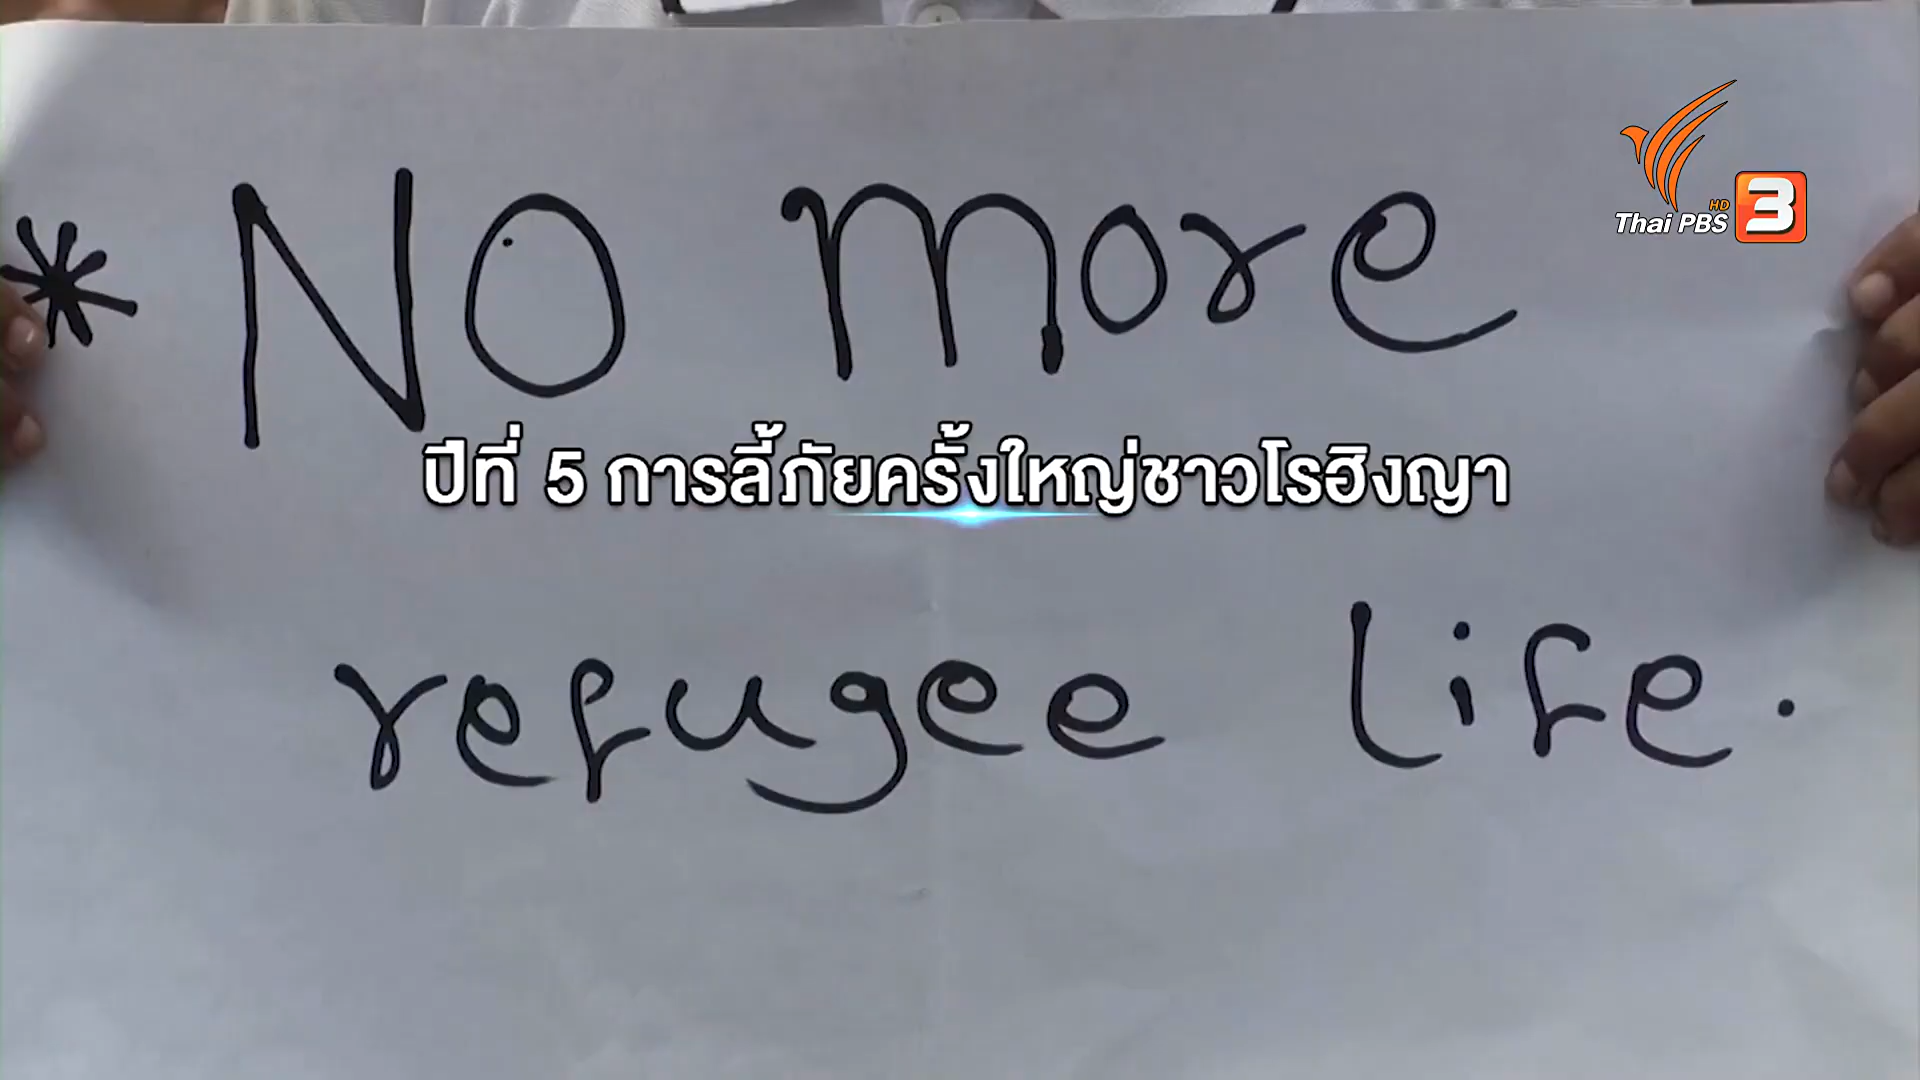 Thai PBS HD 3
* No more
ปีที่ 5 การลี้ภัยครั้งใหญ่ชาวโรฮิงญา
refugee life.